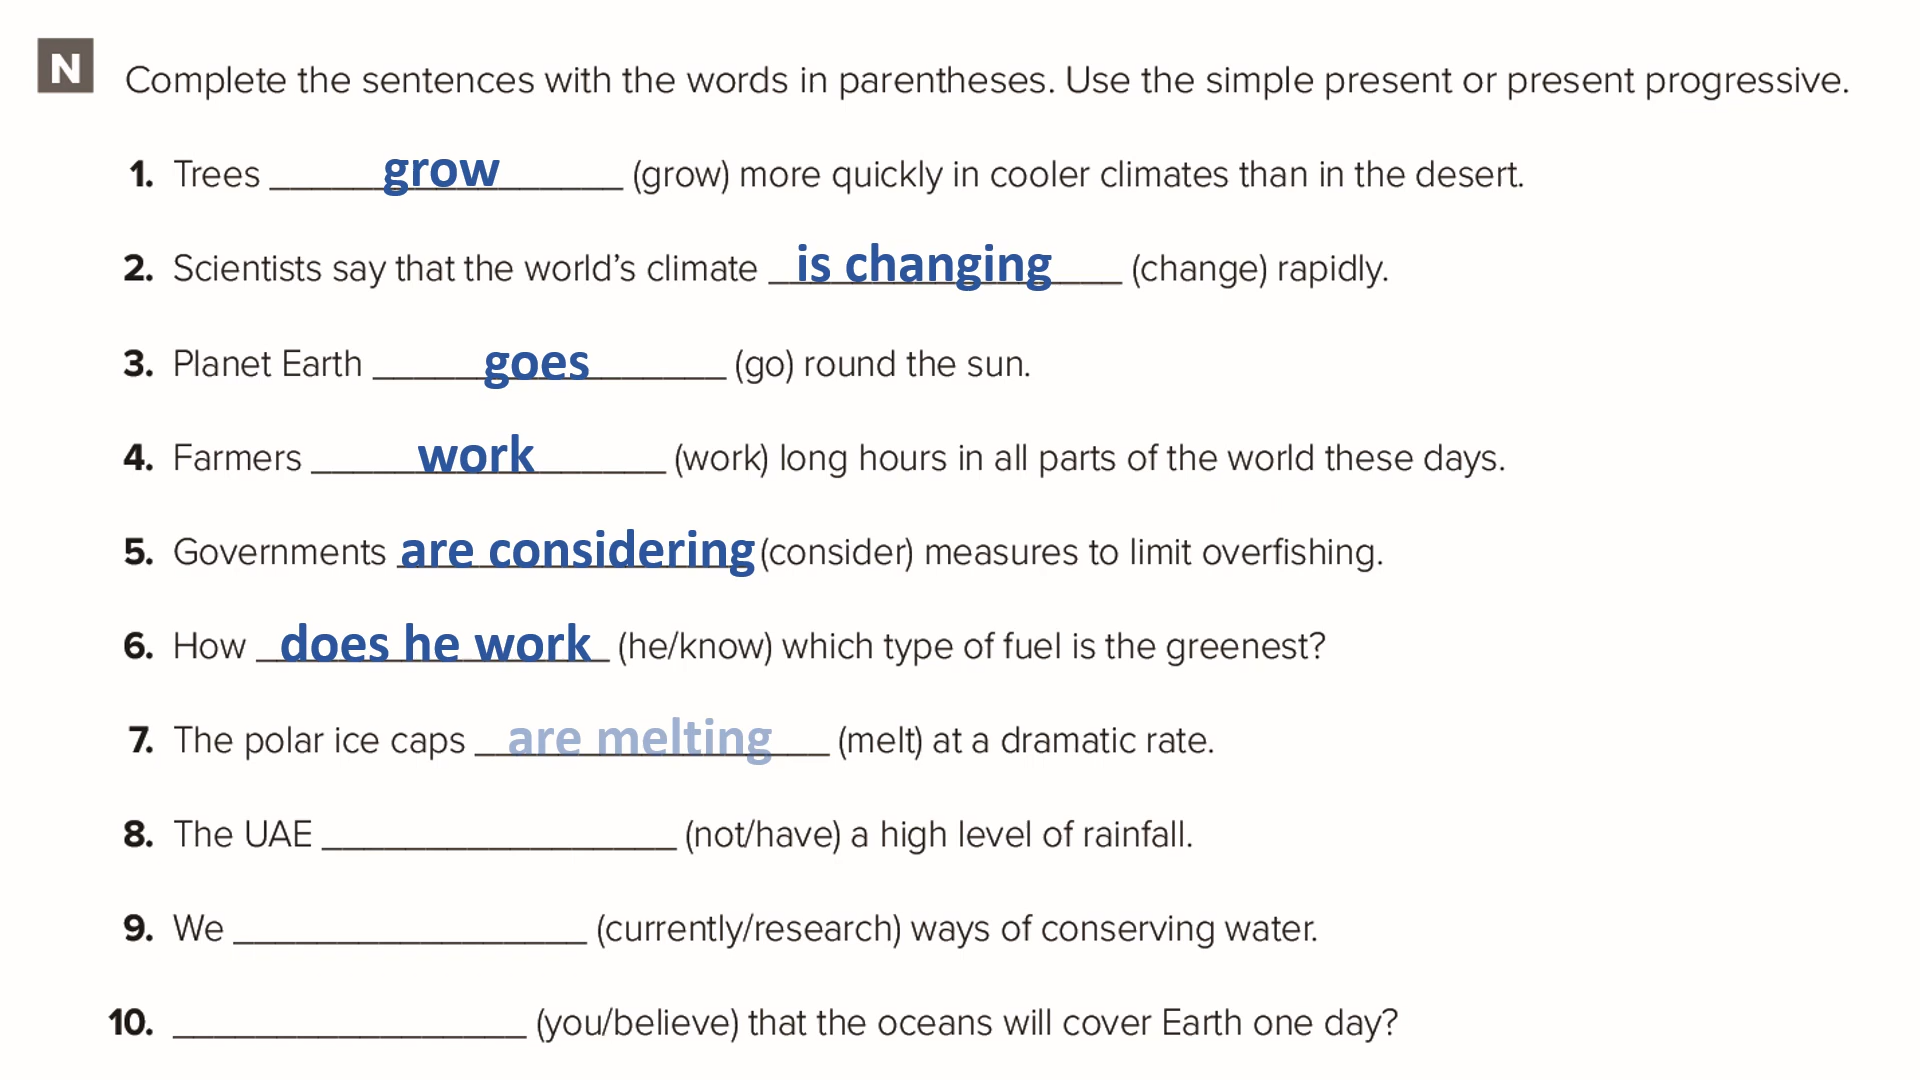 N Complete the sentences with the words in parentheses. Use the simple present or present progressive.
1. Trees grow (grow) more quickly in cooler climates than in the desert.
2. Scientists say that the world’s climate is changing (change) rapidly.
3. Planet Earth goes (go) round the sun.
4. Farmers work (work) long hours in all parts of the world these days.
5. Governments are considering (consider) measures to limit overfishing.
6. How does he work (he/know) which type of fuel is the greenest?
7. The polar ice caps are melting (melt) at a dramatic rate.
8. The UAE _________________ (not/have) a high level of rainfall.
9. We _________________ (currently/research) ways of conserving water.
10. _________________ (you/believe) that the oceans will cover Earth one day?